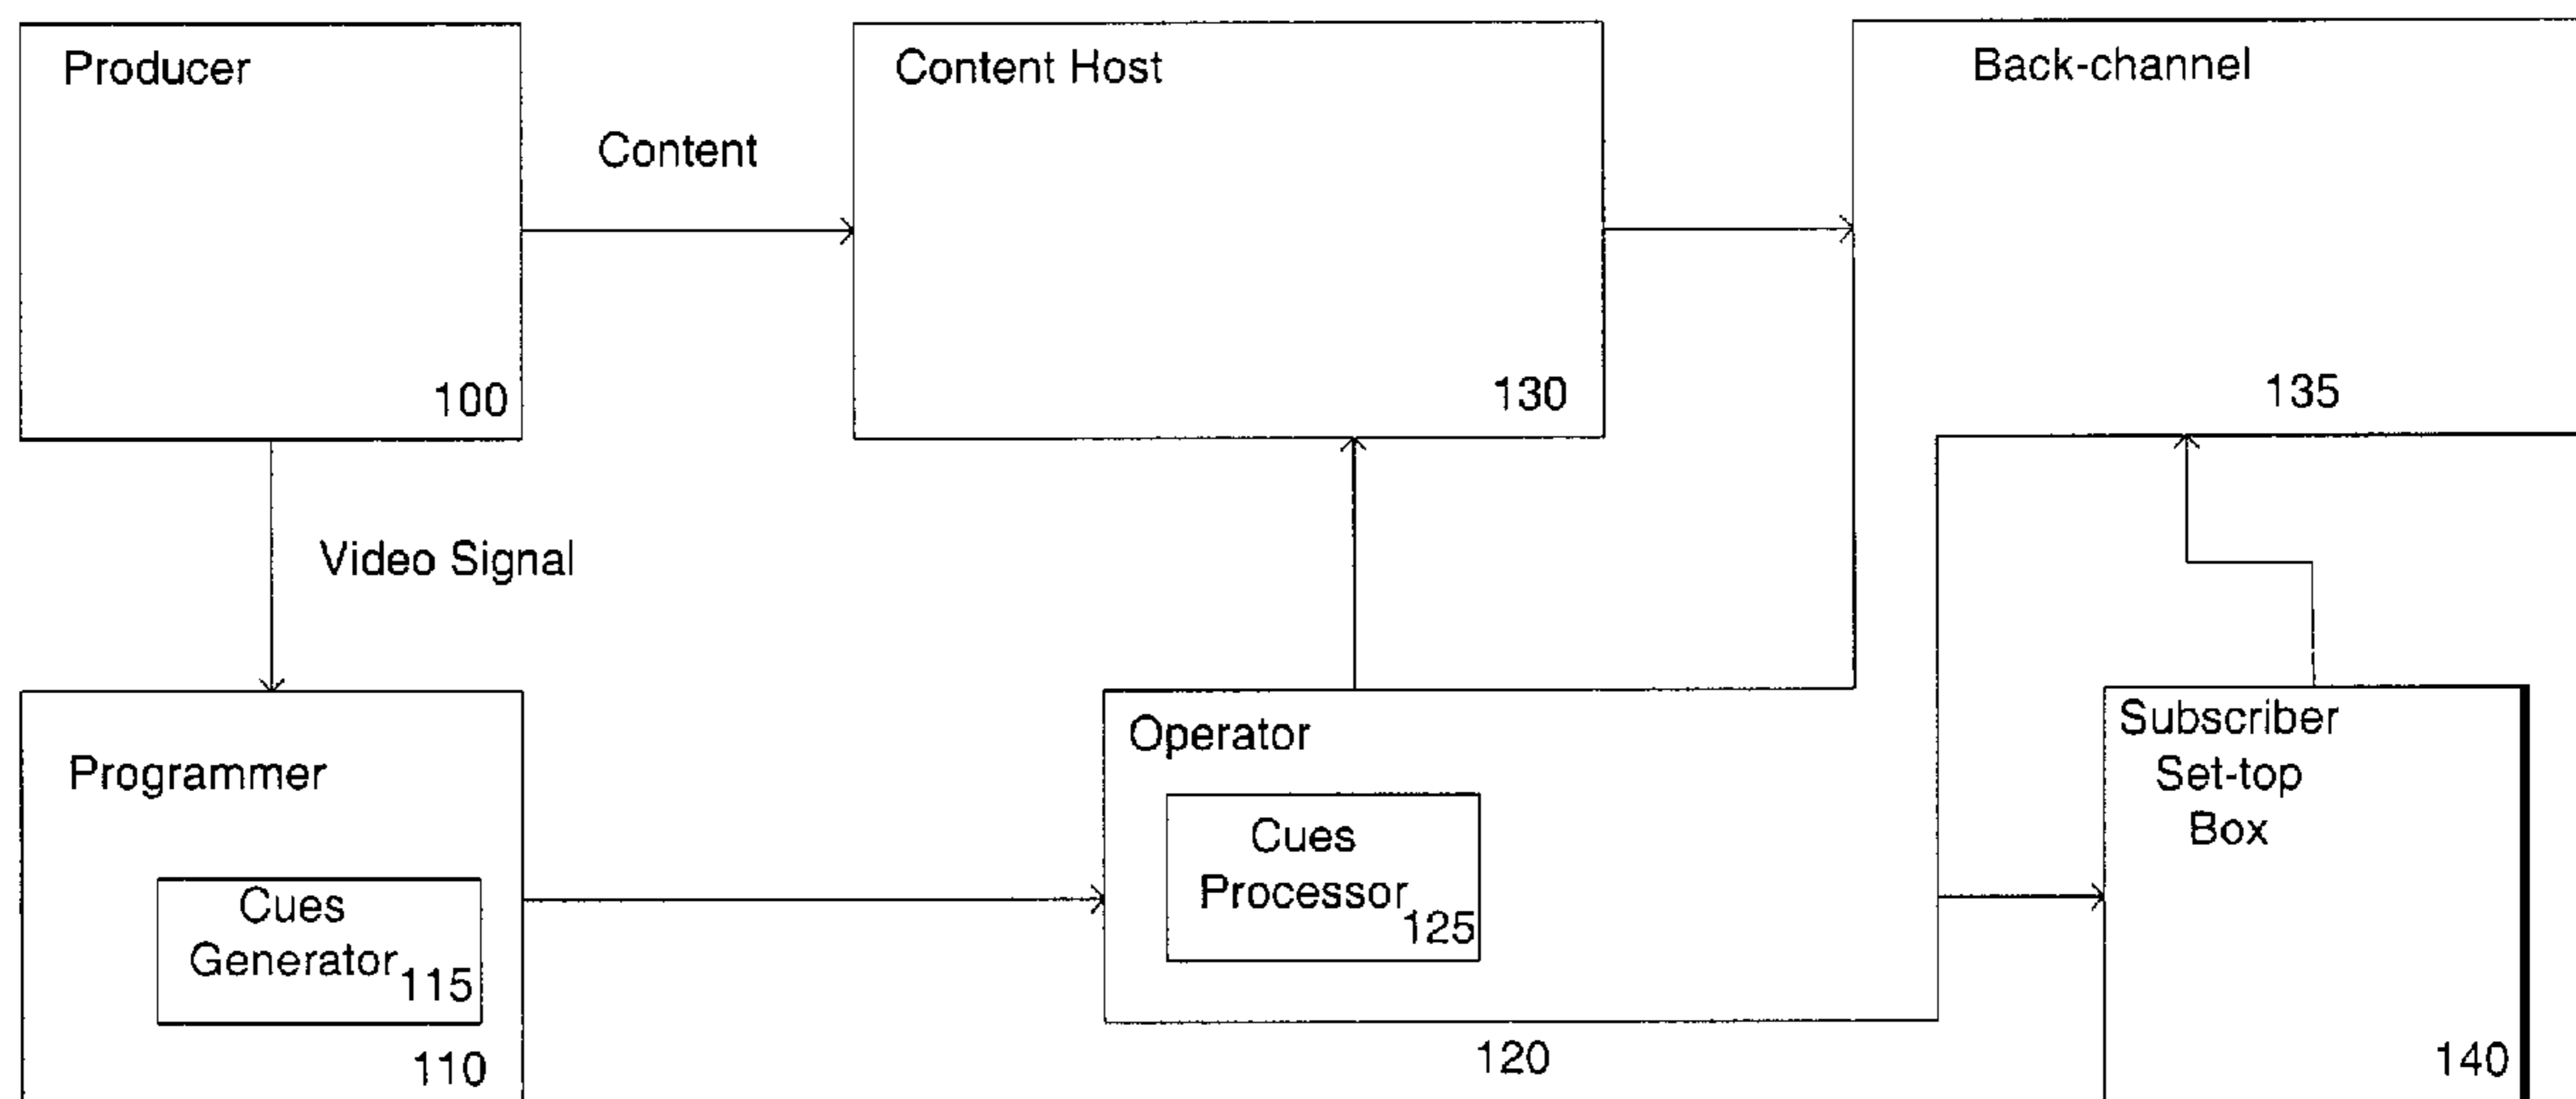 Producer
100
Content
Content Host
130
Back-channel
135
Video Signal
Programmer
Cues
Generator
115
110
Operator
Cues
Processor
125
120
Subscriber
Set-top
Box
140